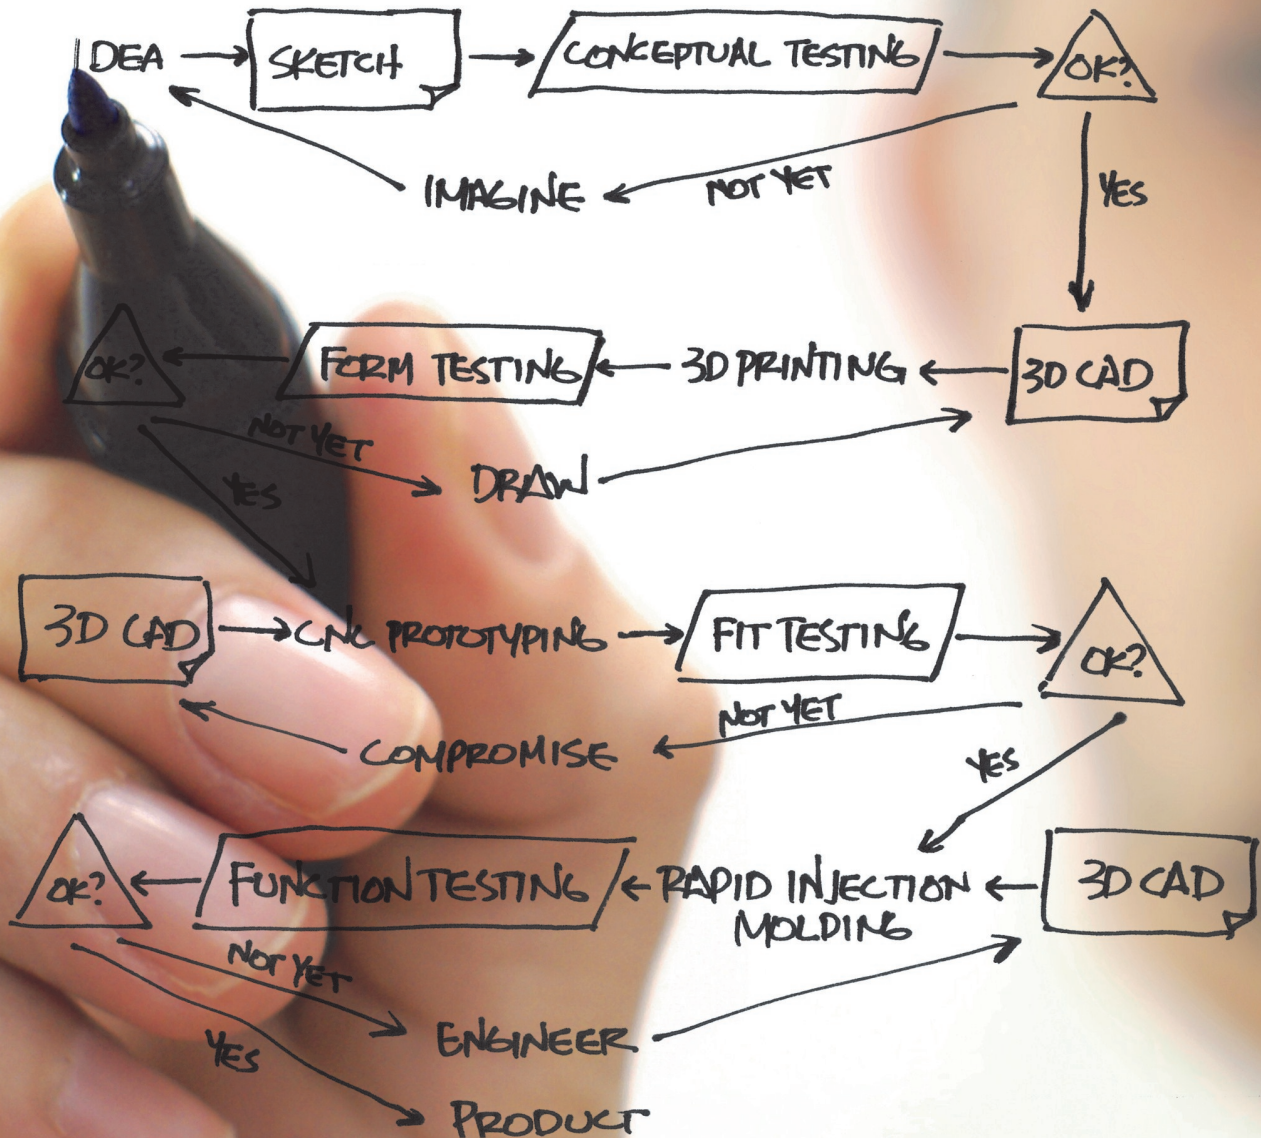 IDEA SKETCH CONCEPTUAL TESTING OK?
IMAGINE NOT YET YES
OK? FORM TESTING 3D PRINTING 3D CAD
NOT YET
YES DRAW
3D CAD CNC PROTOTYPING FIT TESTING OK?
NOT YET
COMPROMISE YES
OK? FUNCTION TESTING RAPID INJECTION 3D CAD
MOLDING
NOT YET
YES ENGINEER
PRODUCT